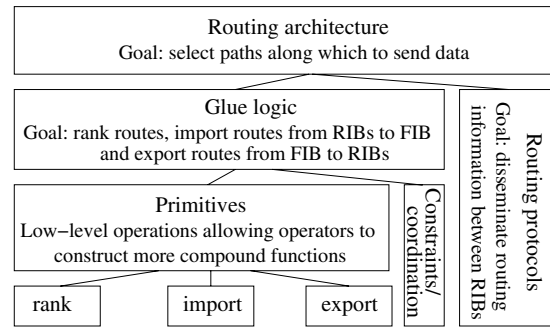 Routing architecture
Goal: select paths along which to send data
Glue logic
Goal: rank routes, import routes from RIBs to FIB
and export routes from FIB to RIBs
Routing protocols
Goal: disseminate routing
information between RIBs
Primitives
Low−level operations allowing operators to
construct more compound functions
Constraints/
coordination
rank
import
export